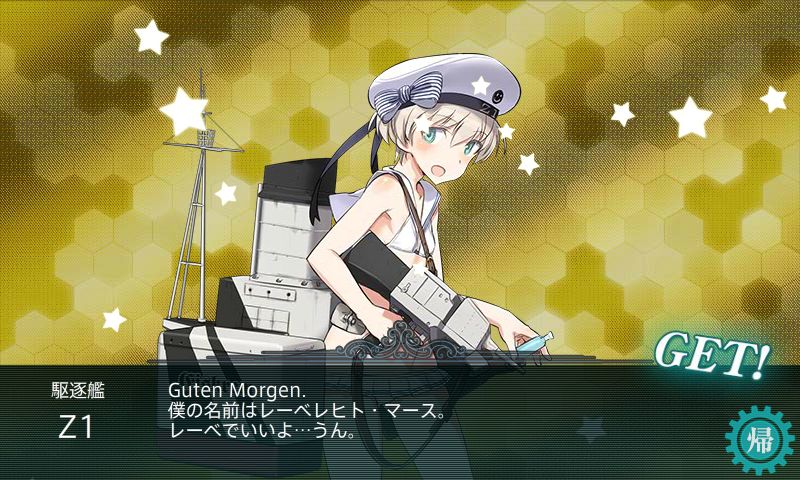 Z1
GET!
駆逐艦
Z1
Guten Morgen.
僕の名前はレーベレヒト・マース。
レーベでいいよ…うん。
帰